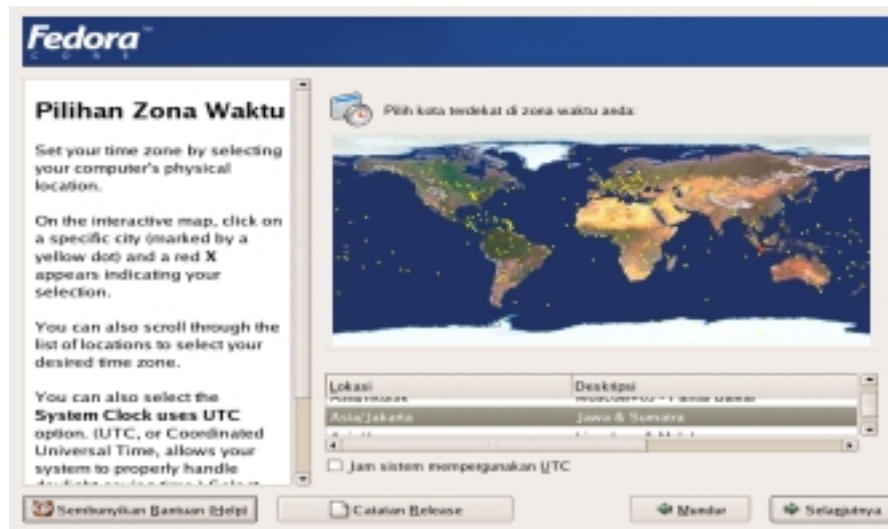 Fedora™
CORE
Pilihan Zona Waktu
Set your time zone by selecting
your computer's physical
location.
On the interactive map, click on
a specific city (marked by a
yellow dot) and a red X
appears indicating your
selection.
You can also scroll through the
list of locations to select your
desired time zone.
You can also select the
System Clock uses UTC
option. (UTC, or Coordinated
Universal Time, allows your
system to properly handle
Pilih kota terdekat di zona waktu anda:
Lokasi Deskripsi
Asia/Jakarta Jawa & Sumatra
Jam sistem mempergunakan UTC
Sembunyikan Bantuan (Help)
Catatan Release
Mundur
Selanjutnya